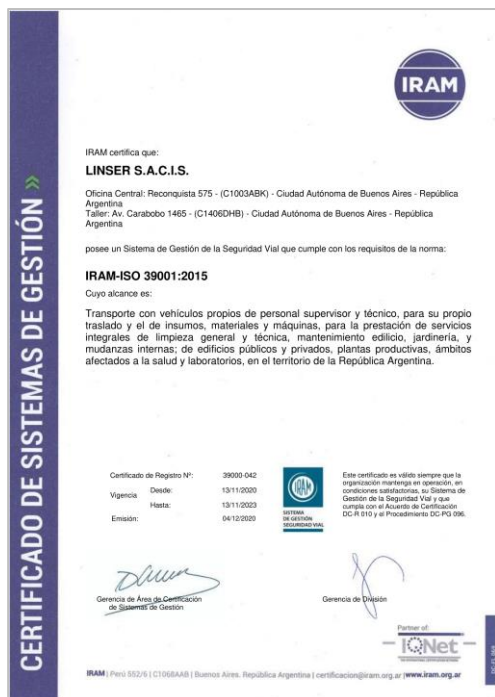 IRAM
IRAM certifica que:
LINSER S.A.C.I.S.
Oficina Central: Reconquista 575 - (C1003ABK) - Ciudad Autónoma de Buenos Aires - República
Argentina
Taller: Av. Carabobo 1465 - (C1406DHB) - Ciudad Autónoma de Buenos Aires - República
Argentina
posee un Sistema de Gestión de la Seguridad Vial que cumple con los requisitos de la norma:
IRAM-ISO 39001:2015
Cuyo alcance es:
Transporte con vehículos propios de personal supervisor y técnico, para su propio
traslado y el de insumos, materiales y máquinas, para la prestación de servicios
integrales de limpieza general y técnica, mantenimiento edilicio, jardinería, y
mudanzas internas; de edificios públicos y privados, plantas productivas, ámbitos
afectados a la salud y laboratorios, en el territorio de la República Argentina.
CERTIFICADO DE SISTEMAS DE GESTIÓN »
Certificado de Registro Nº: 39000-042
Vigencia Desde: 13/11/2020
Hasta: 13/11/2023
Emisión: 04/12/2020
IRAM
SISTEMA
DE GESTIÓN
SEGURIDAD VIAL
Este certificado es válido siempre que la
organización mantenga en operación, en
condiciones satisfactorias, su Sistema de
Gestión de la Seguridad Vial y que
cumpla con el Acuerdo de Certificación
DC-R 010 y el Procedimiento DC-PG 096.
Gerencia de Área de Certificación
de Sistemas de Gestión
Gerencia de División
Partner of:
IQNet
IRAM | Perú 552/6 | C1068AAB | Buenos Aires. República Argentina | certificacion@iram.org.ar | www.iram.org.ar